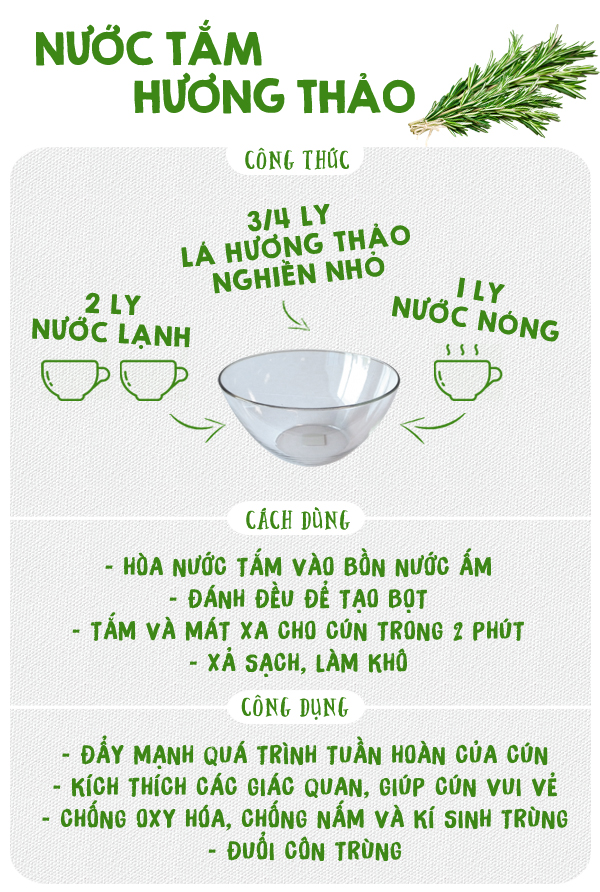 NƯỚC TẮM
HƯƠNG THẢO
CÔNG THỨC
3/4 LY
LÁ HƯƠNG THẢO
NGHIỀN NHỎ
2 LY
NƯỚC LẠNH
1 LY
NƯỚC NÓNG
CÁCH DÙNG
- HÒA NƯỚC TẮM VÀO BỒN NƯỚC ẤM
- ĐÁNH ĐỀU ĐỂ TẠO BỌT
- TẮM VÀ MÁT XA CHO CÚN TRONG 2 PHÚT
- XẢ SẠCH, LÀM KHÔ
CÔNG DỤNG
- ĐẨY MẠNH QUÁ TRÌNH TUẦN HOÀN CỦA CÚN
- KÍCH THÍCH CÁC GIÁC QUAN, GIÚP CÚN VUI VẺ
- CHỐNG OXY HÓA, CHỐNG NẤM VÀ KÍ SINH TRÙNG
- ĐUỔI CÔN TRÙNG